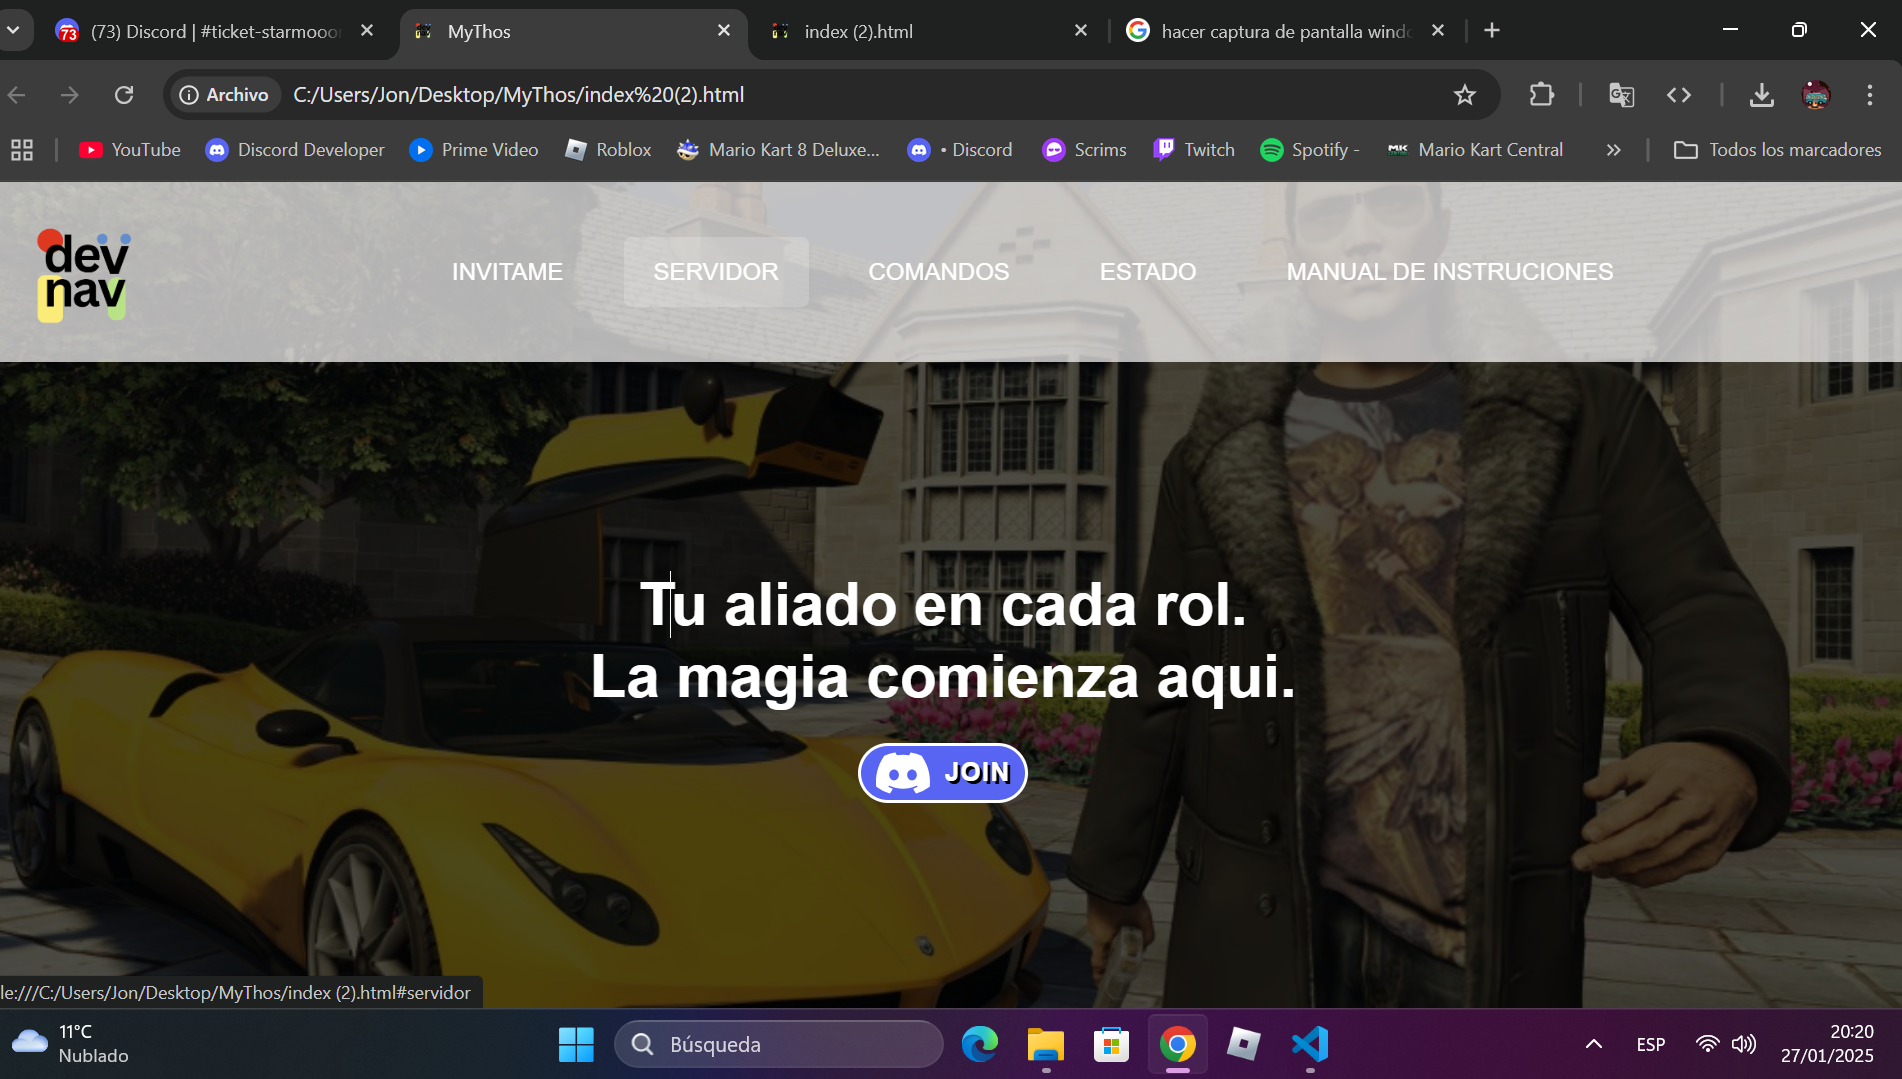 73
(73) Discord | #ticket-starmooo
MyThos
index (2).html
hacer captura de pantalla windo
Archivo
C:/Users/Jon/Desktop/MyThos/index%20(2).html
YouTube
Discord Developer
Prime Video
Roblox
Mario Kart 8 Deluxe...
• Discord
Scrims
Twitch
Spotify -
MK
Mario Kart Central
Todos los marcadores
dev
nav
INVITAME
SERVIDOR
COMANDOS
ESTADO
MANUAL DE INSTRUCIONES
Tu aliado en cada rol.
La magia comienza aqui.
JOIN
le:///C:/Users/Jon/Desktop/MyThos/index (2).html#servidor
11°C
Nublado
Búsqueda
ESP
20:20
27/01/2025